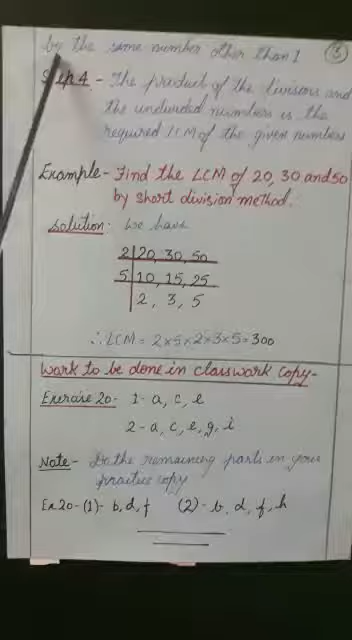 by the same number other than 1
3
Step 4 - The product of the divisors and
the undivided numbers is the
required LCM of the given numbers
Example - Find the LCM of 20, 30 and 50
by short division method.
Solution: We have
2 | 20, 30, 50
5 | 10, 15, 25
2, 3, 5
∴ LCM = 2×5×2×3×5=300
Work to be done in classwork copy-
Exercise 20- 1- a, c, e
2- a, c, e, g, i
Note - Do the remaining parts in your
practice copy
Ex 20-(1)- b, d, f (2)- b, d, f, h